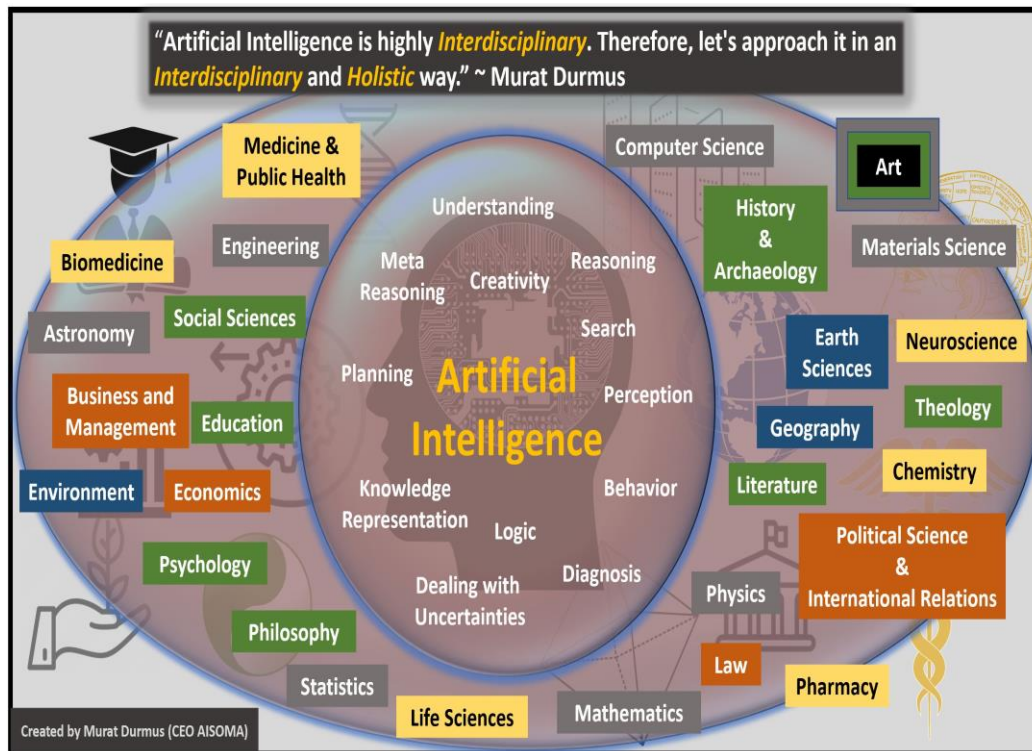 “Artificial Intelligence is highly Interdisciplinary. Therefore, let's approach it in an
Interdisciplinary and Holistic way.” ~ Murat Durmus
Medicine &
Public Health
Computer Science
Art
Understanding
History
&
Archaeology
Engineering
Materials Science
Biomedicine
Meta
Reasoning
Creativity
Reasoning
Astronomy
Social Sciences
Search
Earth
Sciences
Neuroscience
Planning
Artificial
Intelligence
Perception
Business and
Management
Education
Geography
Theology
Environment
Economics
Knowledge
Representation
Logic
Behavior
Literature
Chemistry
Political Science
&
International Relations
Psychology
Dealing with
Uncertainties
Diagnosis
Physics
Philosophy
Statistics
Life Sciences
Mathematics
Law
Pharmacy
Created by Murat Durmus (CEO AISOMA)